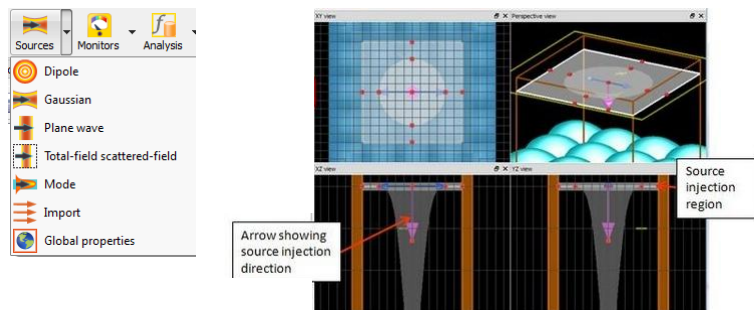 Sources
Monitors
Analysis
Dipole
Gaussian
Plane wave
Total-field scattered-field
Mode
Import
Global properties
XY view
Perspective view
XZ view
YZ view
Arrow showing
source injection
direction
Source
injection
region